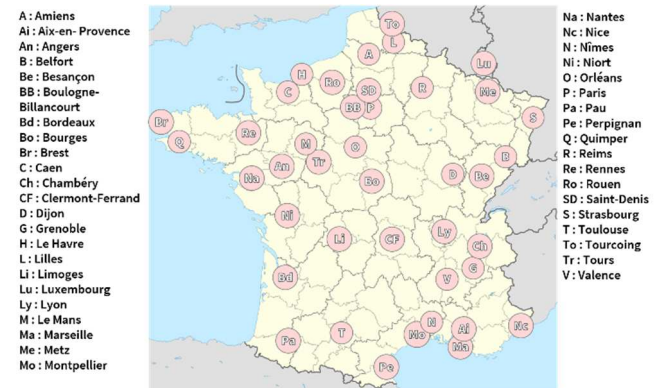 A : Amiens
Ai : Aix-en- Provence
An : Angers
B : Belfort
Be : Besançon
BB : Boulogne-
Billancourt
Bd : Bordeaux
Bo : Bourges
Br : Brest
C : Caen
Ch : Chambéry
CF : Clermont-Ferrand
D : Dijon
G : Grenoble
H : Le Havre
L : Lilles
Li : Limoges
Lu : Luxembourg
Ly : Lyon
M : Le Mans
Ma : Marseille
Me : Metz
Mo : Montpellier
To
L
A
Lu
H
Ro
SD
R
Me
C
BB
P
S
Br
Q
Re
M
O
B
An
Tr
Na
Bo
D
Be
Ni
Li
CF
Ly
Ch
G
Bd
V
Pa
T
Mo
N
Ai
Ma
Nc
Pe
Na : Nantes
Nc : Nice
N : Nîmes
Ni : Niort
O : Orléans
P : Paris
Pa : Pau
Pe : Perpignan
Q : Quimper
R : Reims
Re : Rennes
Ro : Rouen
SD : Saint-Denis
S : Strasbourg
T : Toulouse
To : Tourcoing
Tr : Tours
V : Valence